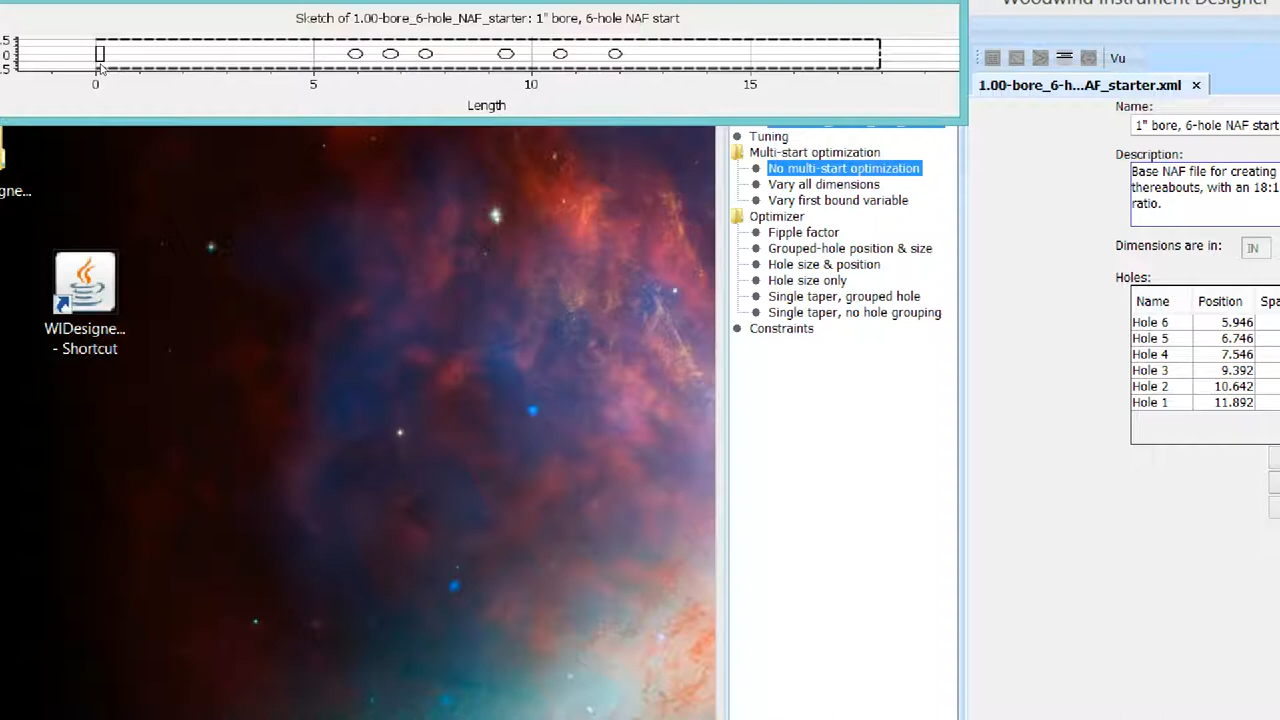 Woodwind Instrument Designer
Sketch of 1.00-bore_6-hole_NAF_starter: 1" bore, 6-hole NAF start
.5
0
.5
0 5 10 15
Length
Vu
1.00-bore_6-h...AF_starter.xml ×
Name:
1" bore, 6-hole NAF start
Description:
Base NAF file for creating
thereabouts, with an 18:1
ratio.
Dimensions are in: IN
Holes:
Name Position Spa
Hole 6 5.946
Hole 5 6.746
Hole 4 7.546
Hole 3 9.392
Hole 2 10.642
Hole 1 11.892
Tuning
Multi-start optimization
No multi-start optimization
Vary all dimensions
Vary first bound variable
Optimizer
Fipple factor
Grouped-hole position & size
Hole size & position
Hole size only
Single taper, grouped hole
Single taper, no hole grouping
Constraints
gne...
WIDesigne...
- Shortcut